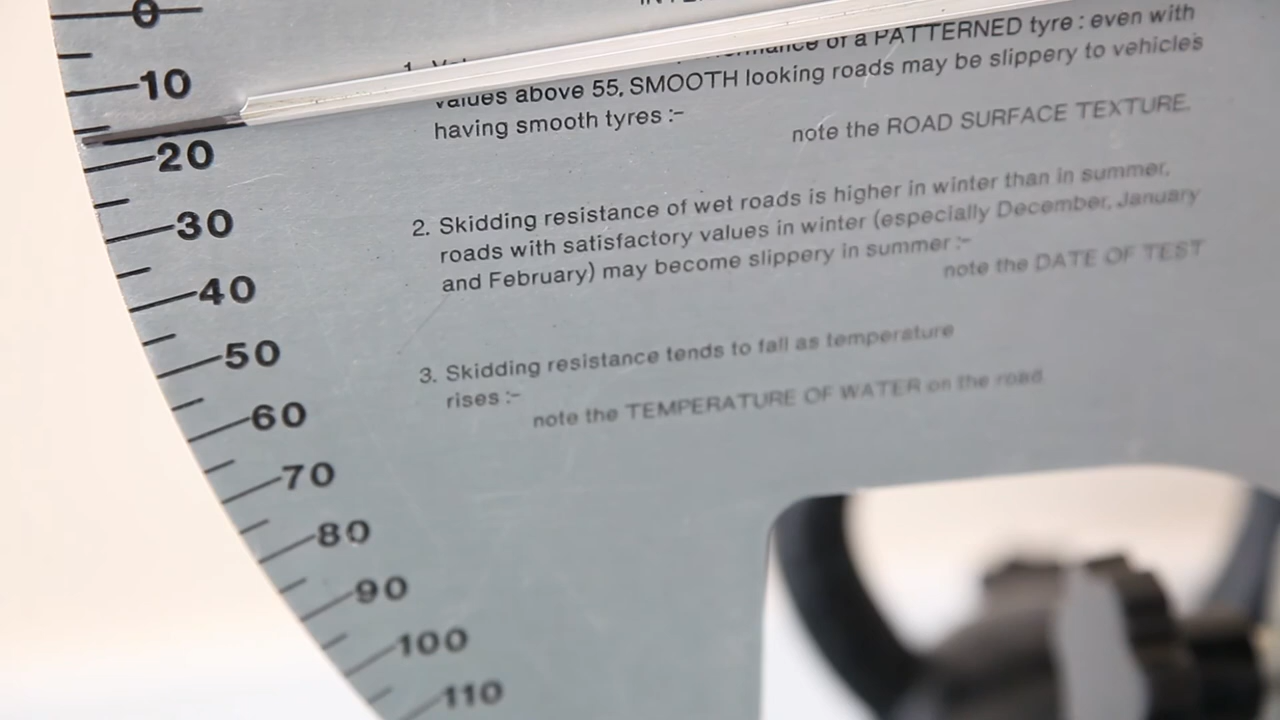 0
10
20
30
40
50
60
70
80
90
100
110
1.
of a PATTERNED tyre : even with
values above 55, SMOOTH looking roads may be slippery to vehicles
having smooth tyres :-
note the ROAD SURFACE TEXTURE.
2. Skidding resistance of wet roads is higher in winter than in summer,
roads with satisfactory values in winter (especially December, January
and February) may become slippery in summer :-
note the DATE OF TEST
3. Skidding resistance tends to fall as temperature
rises :-
note the TEMPERATURE OF WATER on the road